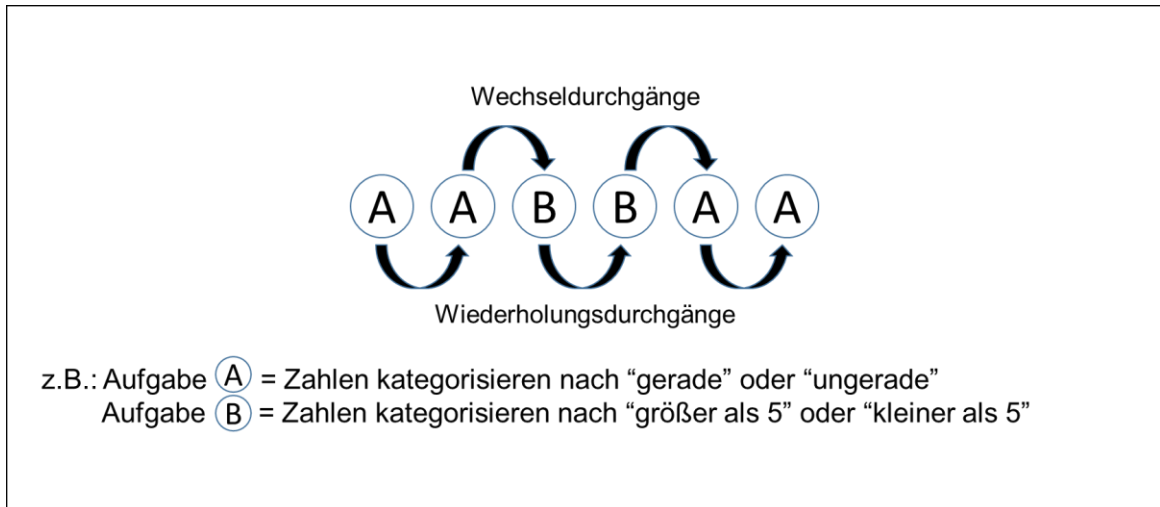 Wechseldurchgänge
A A B B A A
Wiederholungsdurchgänge
z.B.: Aufgabe A = Zahlen kategorisieren nach “gerade” oder “ungerade”
Aufgabe B = Zahlen kategorisieren nach “größer als 5” oder “kleiner als 5”